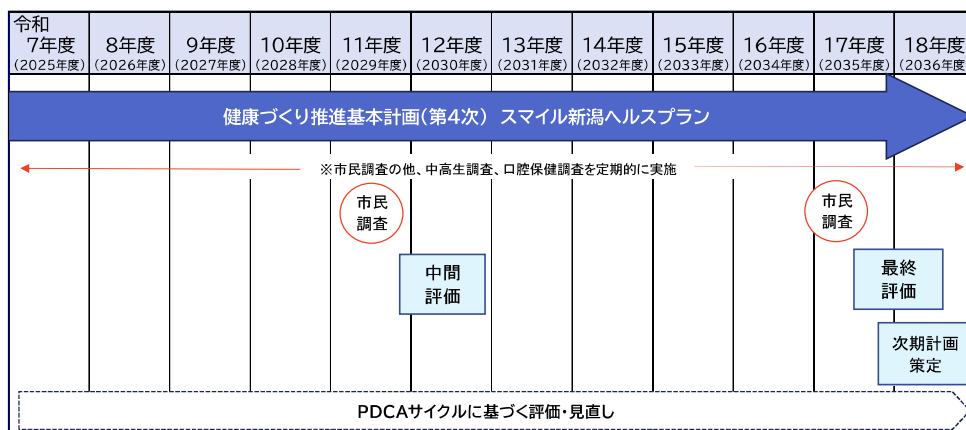 令和
7年度 8年度 9年度 10年度 11年度 12年度 13年度 14年度 15年度 16年度 17年度 18年度
(2025年度) (2026年度) (2027年度) (2028年度) (2029年度) (2030年度) (2031年度) (2032年度) (2033年度) (2034年度) (2035年度) (2036年度)
健康づくり推進基本計画(第4次) スマイル新潟ヘルスプラン
※市民調査の他、中高生調査、口腔保健調査を定期的に実施
市民
調査
市民
調査
中間
評価
最終
評価
次期計画
策定
PDCAサイクルに基づく評価・見直し